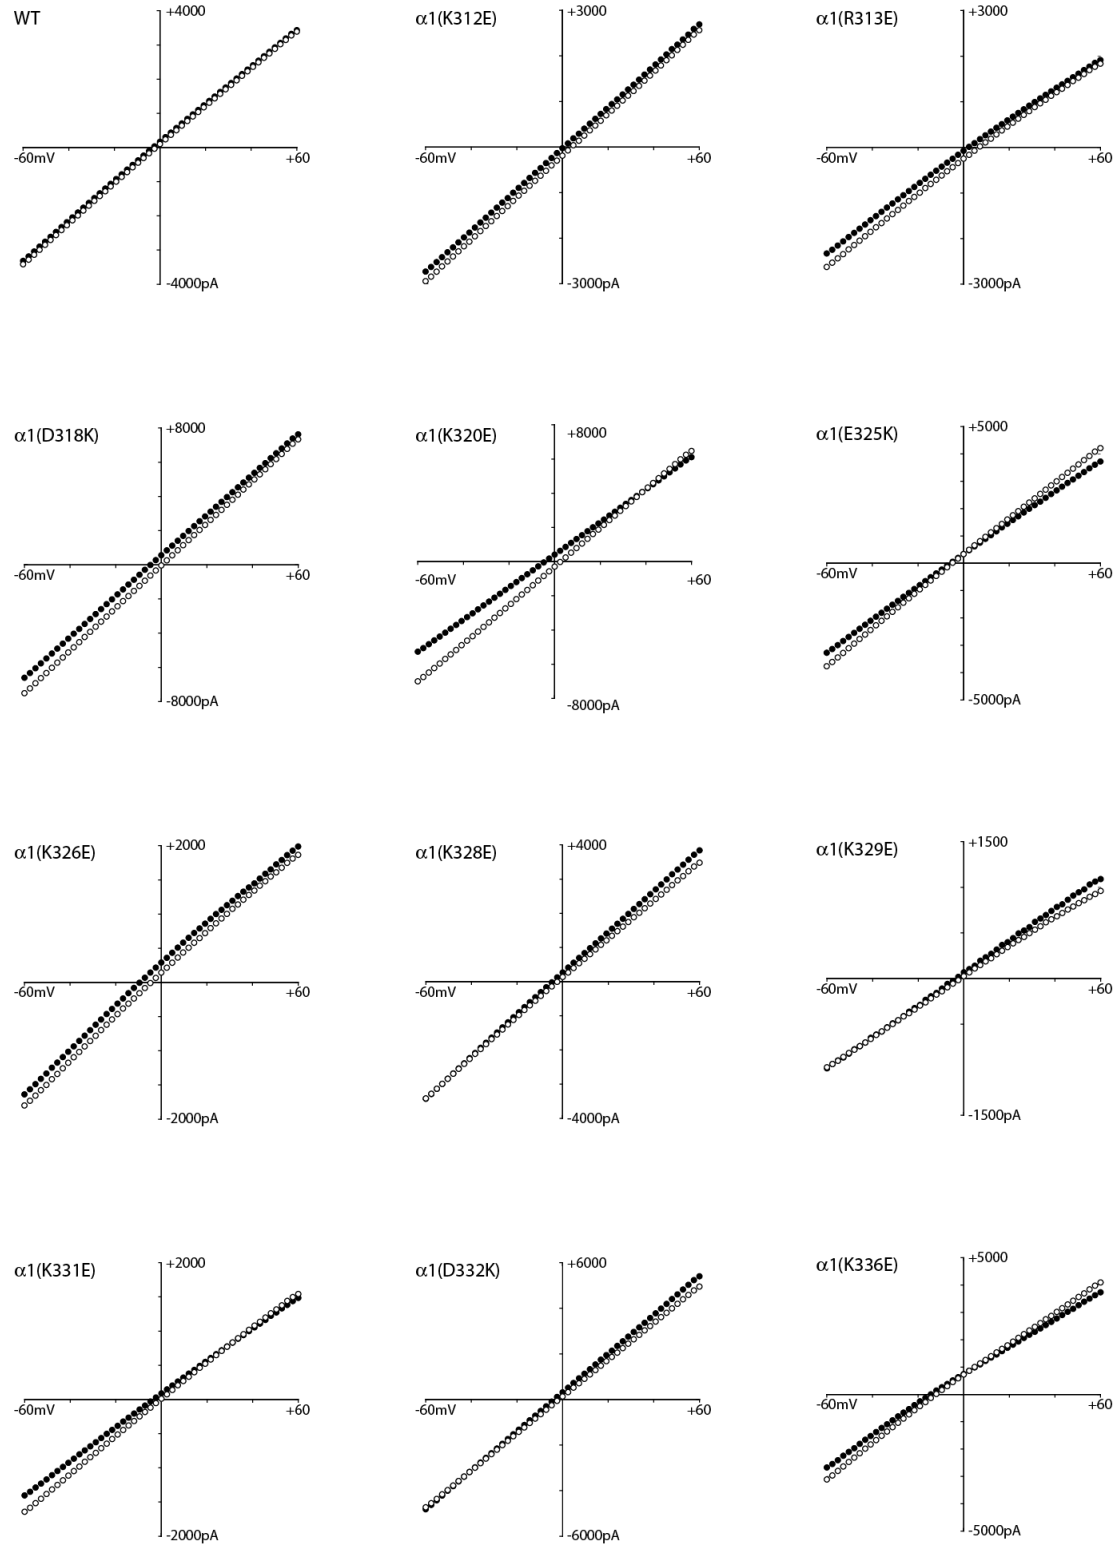 WT
+4000
-60mV
+60
-4000pA
α1(K312E)
+3000
-60mV
+60
-3000pA
α1(R313E)
+3000
-60mV
+60
-3000pA
α1(D318K)
+8000
-60mV
+60
-8000pA
α1(K320E)
+8000
-60mV
+60
-8000pA
α1(E325K)
+5000
-60mV
+60
-5000pA
α1(K326E)
+2000
-60mV
+60
-2000pA
α1(K328E)
+4000
-60mV
+60
-4000pA
α1(K329E)
+1500
-60mV
+60
-1500pA
α1(K331E)
+2000
-60mV
+60
-2000pA
α1(D332K)
+6000
-60mV
+60
-6000pA
α1(K336E)
+5000
-60mV
+60
-5000pA